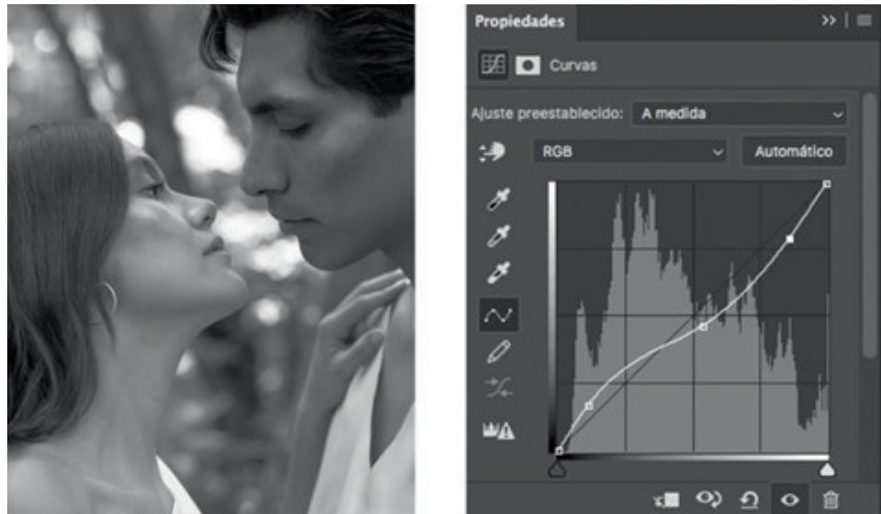 Propiedades
Curvas
Ajuste preestablecido: A medida
RGB
Automático